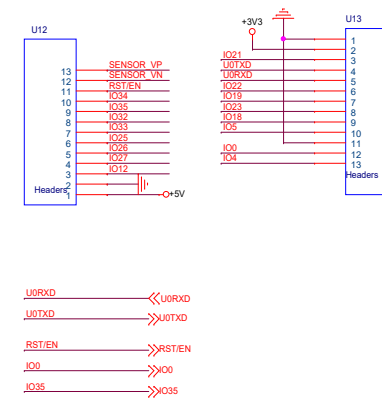 U12
13 SENSOR_VP
12 SENSOR_VN
11 RST/EN
10 IO34
9 IO35
8 IO32
7 IO33
6 IO25
5 IO26
4 IO27
3 IO12
2
1 +5V
Headers
+3V3
U13
1
2
IO21 3
U0TXD 4
U0RXD 5
IO22 6
IO19 7
IO23 8
IO18 9
IO5 10
11
IO0 12
IO4 13
Headers
U0RXD U0RXD
U0TXD U0TXD
RST/EN RST/EN
IO0 IO0
IO35 IO35